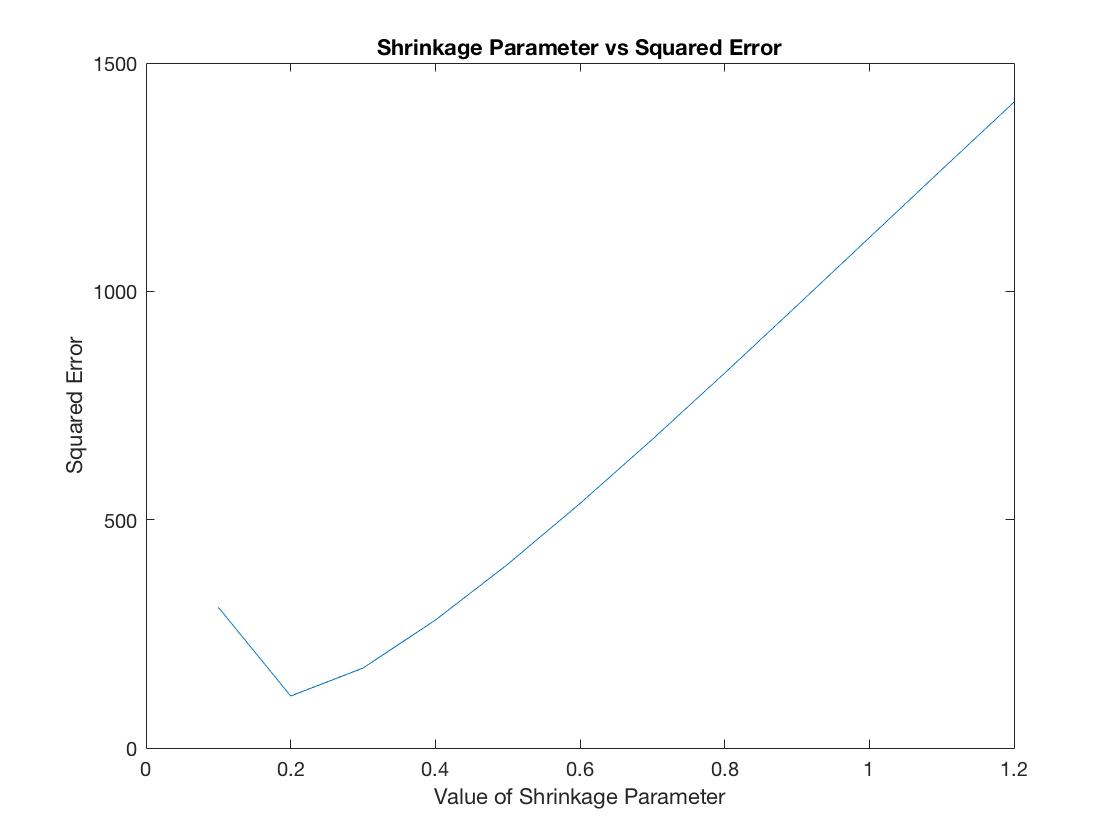 Shrinkage Parameter vs Squared Error
1500
1000
500
0
Squared Error
0 0.2 0.4 0.6 0.8 1 1.2
Value of Shrinkage Parameter